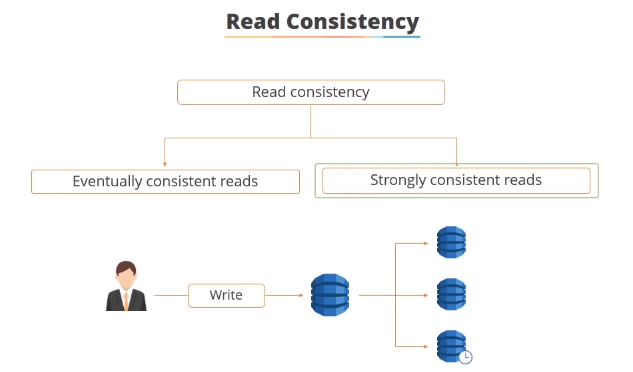 Read Consistency
Read consistency
Eventually consistent reads
Strongly consistent reads
Write